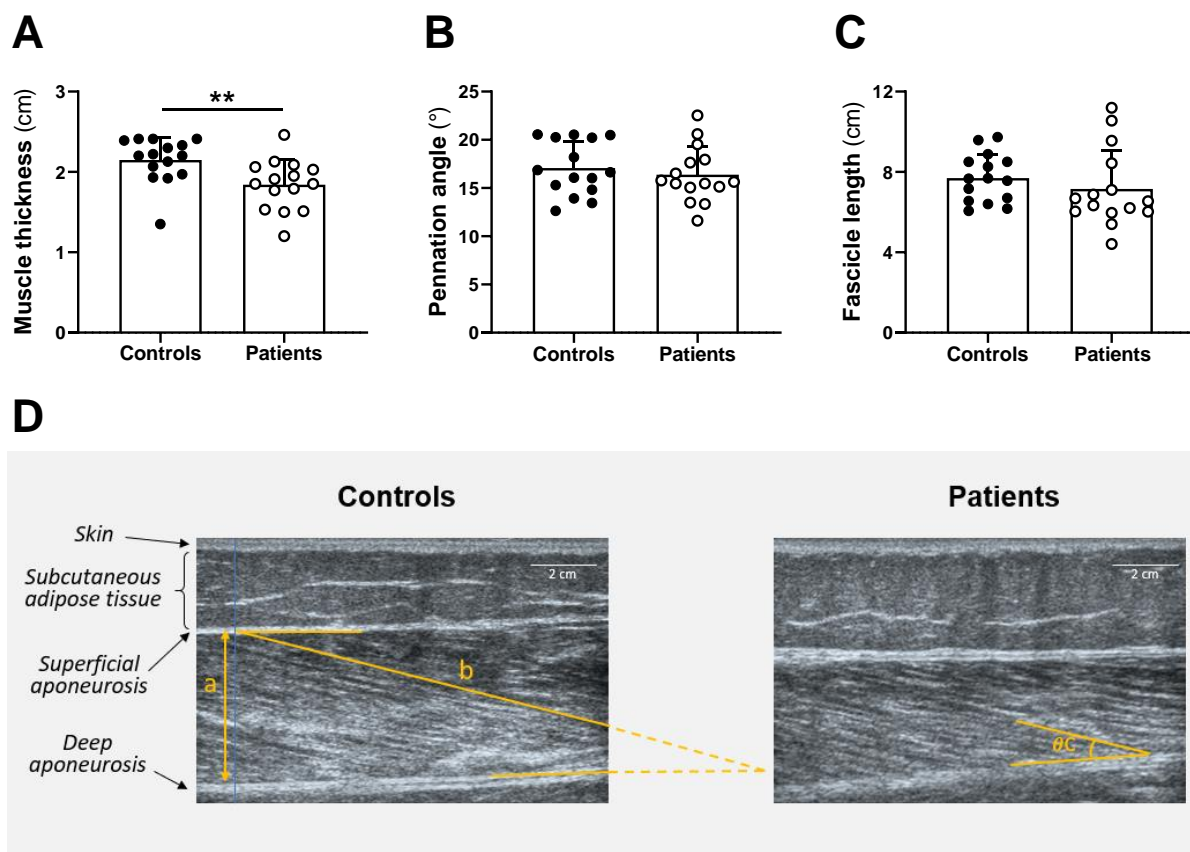 A
B
C
Muscle thickness (cm)
3
2
1
0
**
Controls
Patients
Pennation angle (°)
25
20
15
10
5
0
Controls
Patients
Fascicle length (cm)
12
8
4
0
Controls
Patients
D
Controls
Patients
Skin
Subcutaneous
adipose tissue
Superficial
aponeurosis
Deep
aponeurosis
2 cm
a
b
2 cm
θC